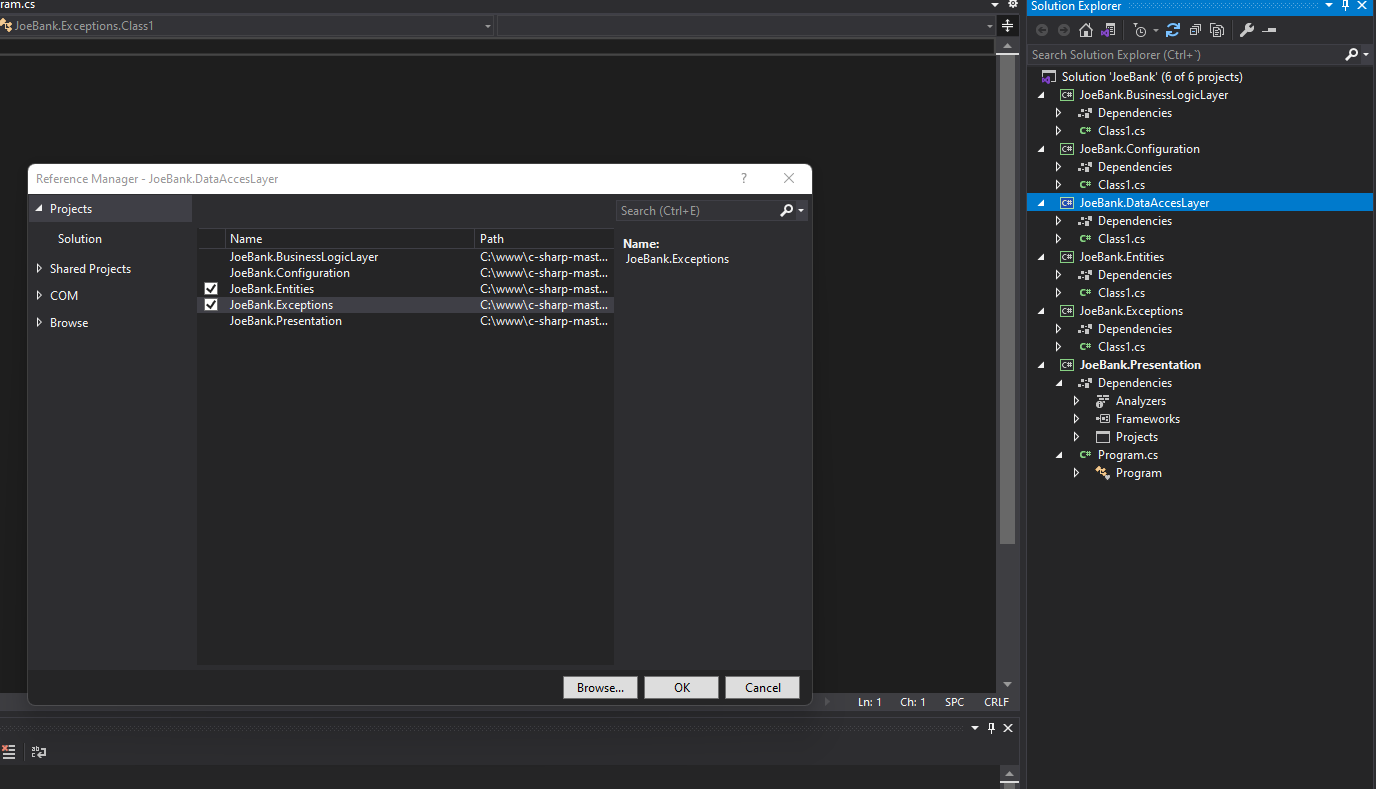 ram.cs
JoeBank.Exceptions.Class1
Reference Manager - JoeBank.DataAccesLayer
?
Projects
Solution
Shared Projects
COM
Browse
Name Path
JoeBank.BusinessLogicLayer C:\www\c-sharp-mast...
JoeBank.Configuration C:\www\c-sharp-mast...
JoeBank.Entities C:\www\c-sharp-mast...
JoeBank.Exceptions C:\www\c-sharp-mast...
JoeBank.Presentation C:\www\c-sharp-mast...
Search (Ctrl+E)
Name:
JoeBank.Exceptions
Browse... OK Cancel
Ln: 1 Ch: 1 SPC CRLF
Solution Explorer
Search Solution Explorer (Ctrl+¨)
Solution 'JoeBank' (6 of 6 projects)
C# JoeBank.BusinessLogicLayer
Dependencies
C# Class1.cs
C# JoeBank.Configuration
Dependencies
C# Class1.cs
C# JoeBank.DataAccesLayer
Dependencies
C# Class1.cs
C# JoeBank.Entities
Dependencies
C# Class1.cs
C# JoeBank.Exceptions
Dependencies
C# Class1.cs
C# JoeBank.Presentation
Dependencies
Analyzers
Frameworks
Projects
C# Program.cs
Program